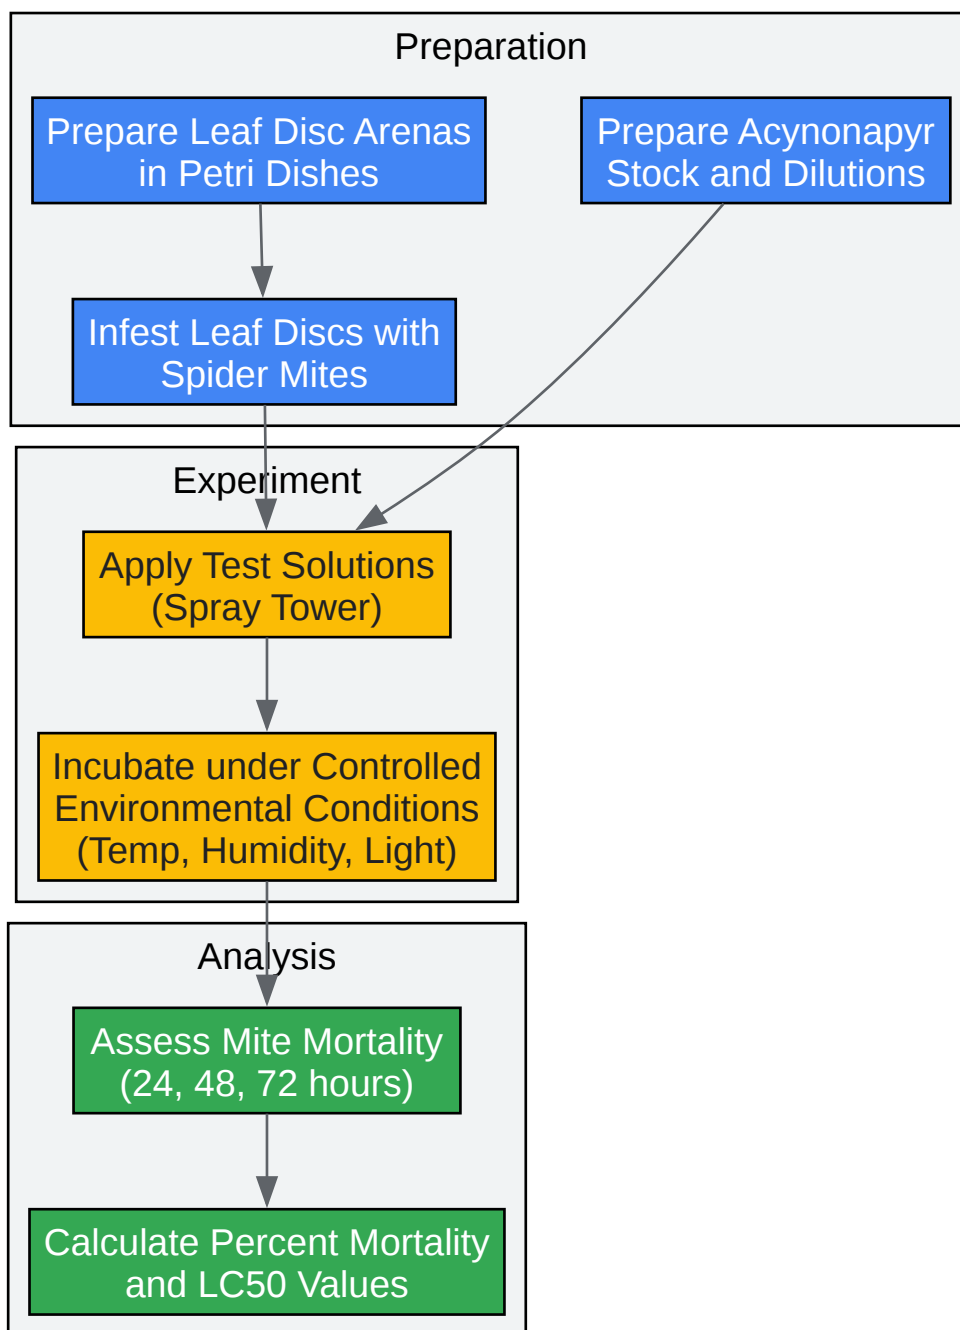 Preparation
Prepare Leaf Disc Arenas
in Petri Dishes
Prepare Acynonapyr
Stock and Dilutions
Infest Leaf Discs with
Spider Mites
Experiment
Apply Test Solutions
(Spray Tower)
Incubate under Controlled
Environmental Conditions
(Temp, Humidity, Light)
Analysis
Assess Mite Mortality
(24, 48, 72 hours)
Calculate Percent Mortality
and LC50 Values